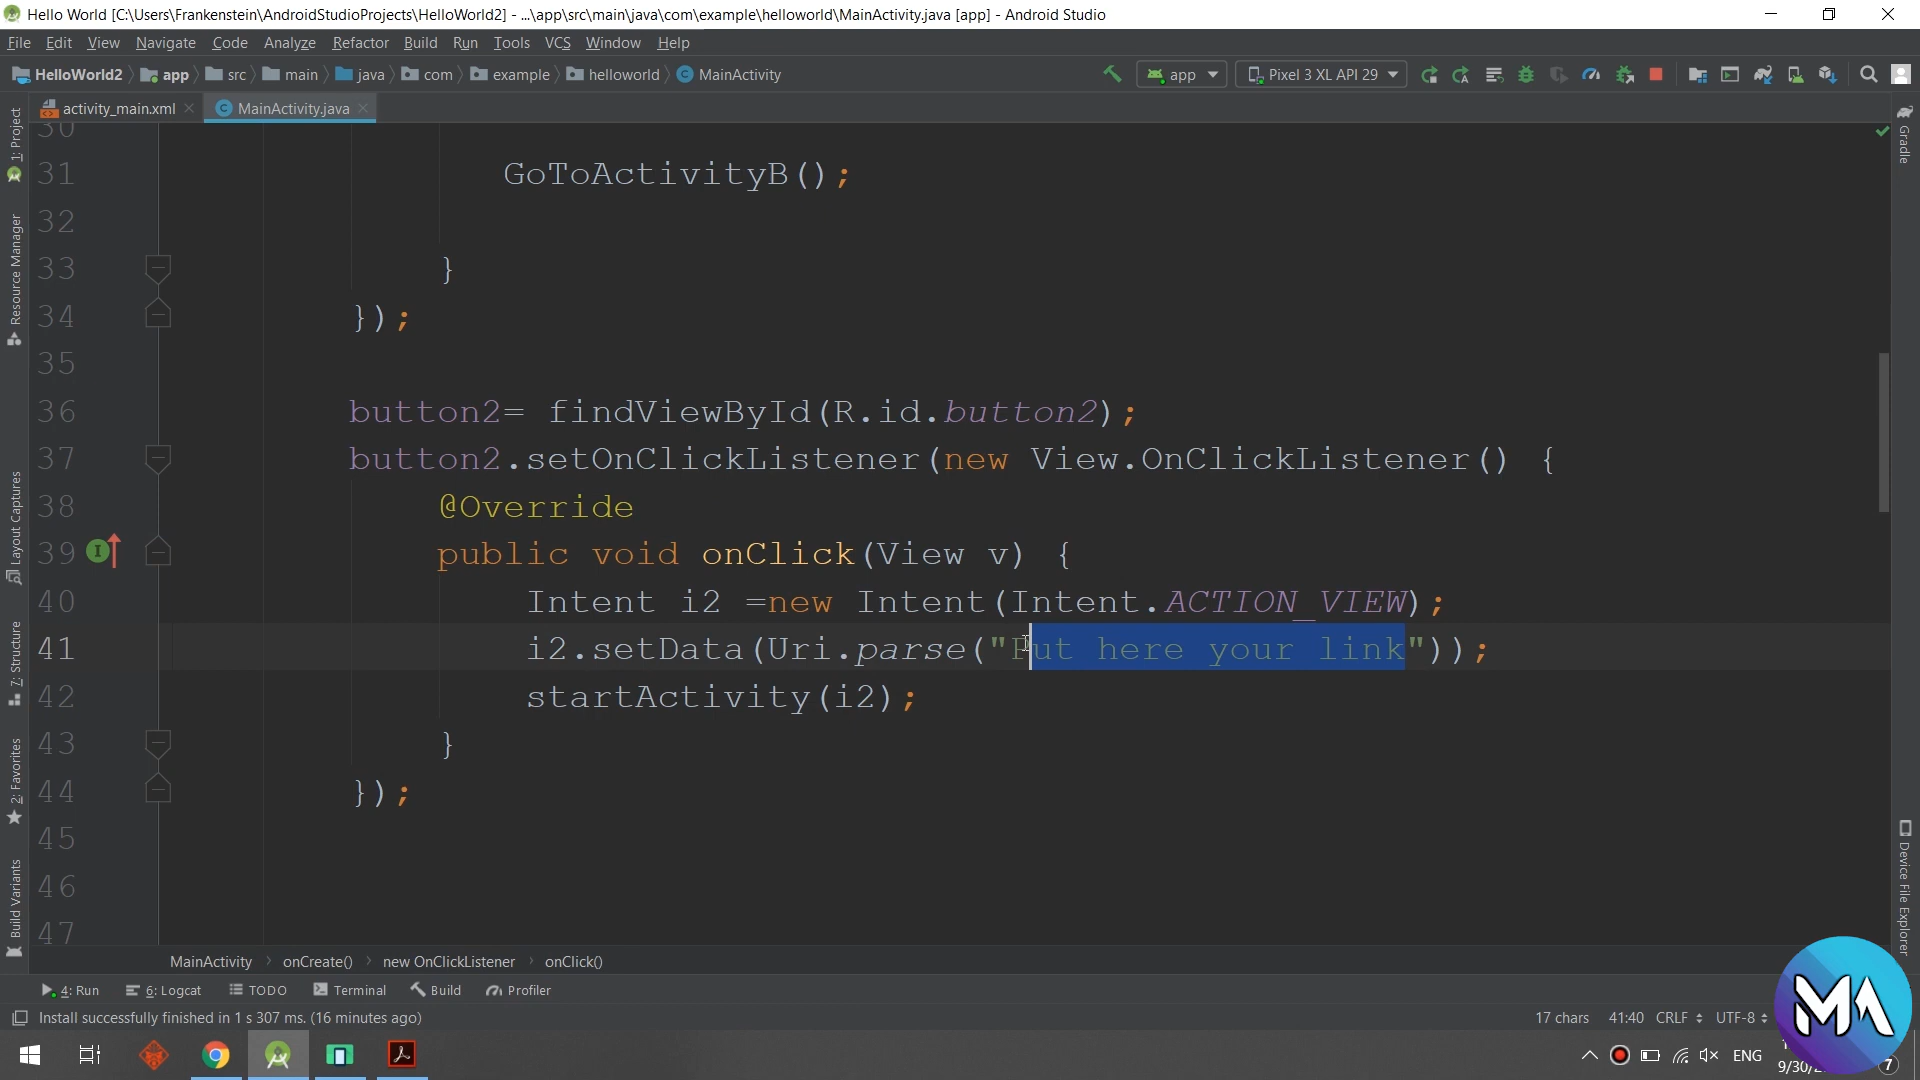 Hello World [C:\Users\Frankenstein\AndroidStudioProjects\HelloWorld2] - ...\app\src\main\java\com\example\helloworld\MainActivity.java [app] - Android Studio
File Edit View Navigate Code Analyze Refactor Build Run Tools VCS Window Help
HelloWorld2 app src main java com example helloworld MainActivity
app Pixel 3 XL API 29
activity_main.xml MainActivity.java
1: Project
Resource Manager
Layout Captures
7: Structure
2: Favorites
Build Variants
Gradle
Device File Explorer
30
31 GoToActivityB();
32
33 }
34 });
35
36 button2= findViewById(R.id.button2);
37 button2.setOnClickListener(new View.OnClickListener() {
38 @Override
39 public void onClick(View v) {
40 Intent i2 =new Intent(Intent.ACTION_VIEW);
41 i2.setData(Uri.parse("Put here your link"));
42 startActivity(i2);
43 }
44 });
45
46
47
MainActivity onCreate() new OnClickListener onClick()
4: Run 6: Logcat TODO Terminal Build Profiler
Install successfully finished in 1 s 307 ms. (16 minutes ago) 17 chars 41:40 CRLF UTF-8
ENG
MA
7